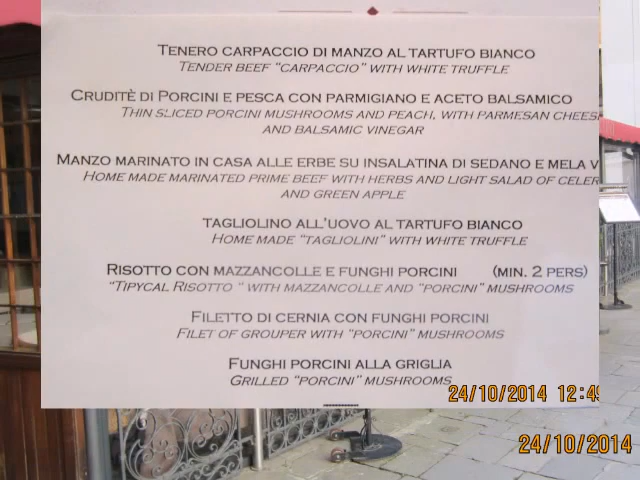 TENERO CARPACCIO DI MANZO AL TARTUFO BIANCO
TENDER BEEF "CARPACCIO" WITH WHITE TRUFFLE
CRUDITÈ DI PORCINI E PESCA CON PARMIGIANO E ACETO BALSAMICO
THIN SLICED PORCINI MUSHROOMS AND PEACH, WITH PARMESAN CHEES
AND BALSAMIC VINEGAR
MANZO MARINATO IN CASA ALLE ERBE SU INSALATINA DI SEDANO E MELA V
HOME MADE MARINATED PRIME BEEF WITH HERBS AND LIGHT SALAD OF CELER
AND GREEN APPLE
TAGLIOLINO ALL'UOVO AL TARTUFO BIANCO
HOME MADE "TAGLIOLINI" WITH WHITE TRUFFLE
RISOTTO CON MAZZANCOLLE E FUNGHI PORCINI (MIN. 2 PERS)
"TIPYCAL RISOTTO " WITH MAZZANCOLLE AND "PORCINI" MUSHROOMS
FILETTO DI CERNIA CON FUNGHI PORCINI
FILET OF GROUPER WITH "PORCINI" MUSHROOMS
FUNGHI PORCINI ALLA GRIGLIA
GRILLED "PORCINI" MUSHROOMS
24/10/2014 12:49
24/10/2014